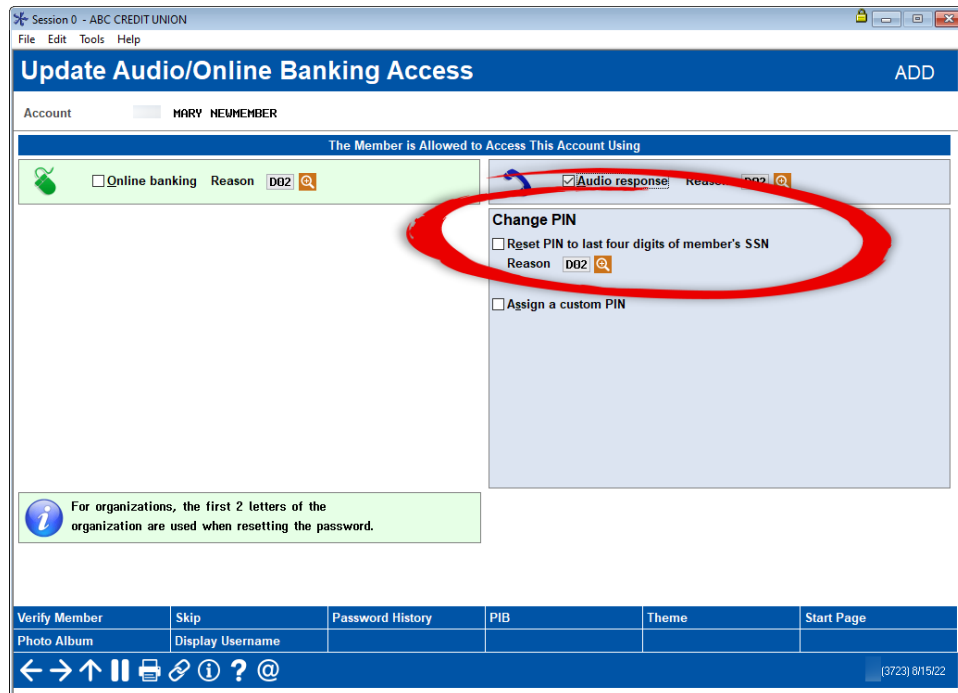 Session 0 - ABC CREDIT UNION
File Edit Tools Help
Update Audio/Online Banking Access ADD
Account MARY NEWMEMBER
The Member is Allowed to Access This Account Using
Online banking Reason D02
Audio response Reason D02
Change PIN
Reset PIN to last four digits of member's SSN
Reason D02
Assign a custom PIN
For organizations, the first 2 letters of the
organization are used when resetting the password.
Verify Member Skip Password History PIB Theme Start Page
Photo Album Display Username
(3723) 8/15/22